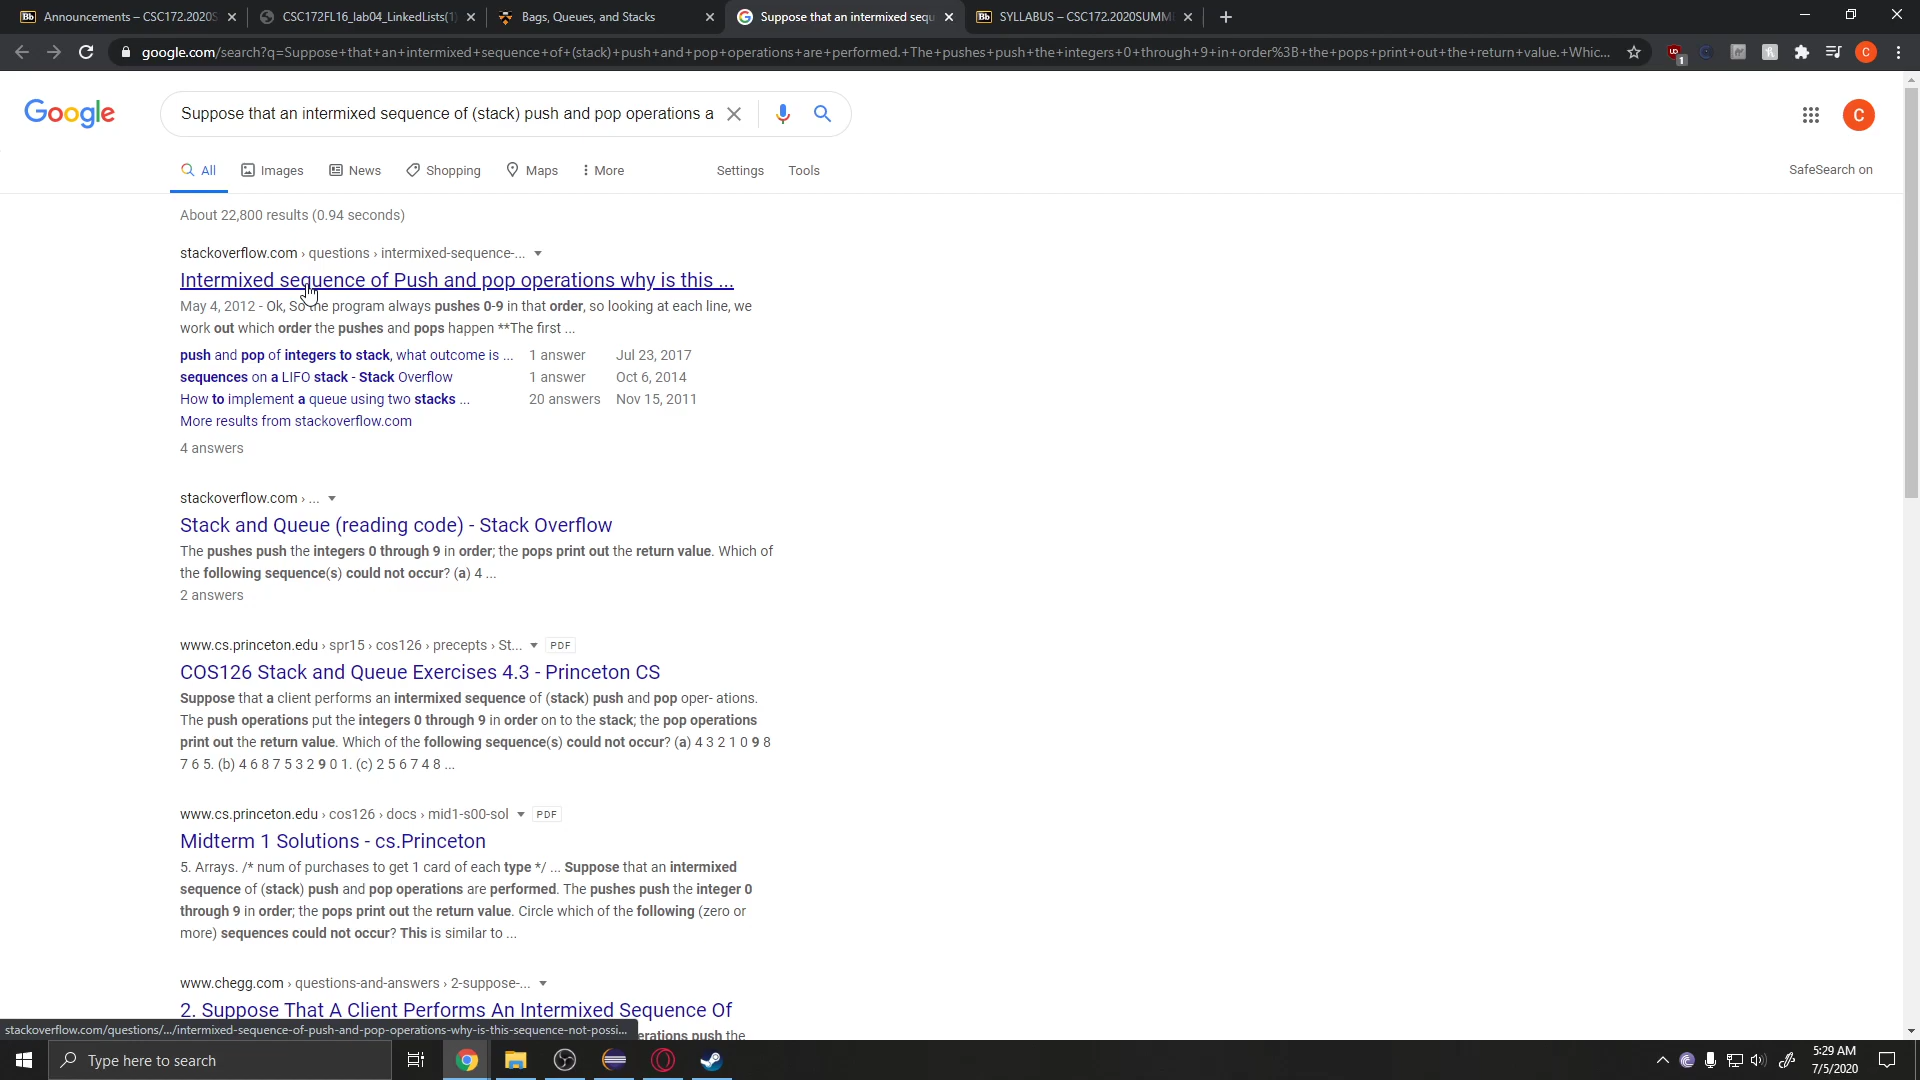 Announcements – CSC172.2020S
CSC172FL16_lab04_LinkedLists(1)
Bags, Queues, and Stacks
Suppose that an intermixed sequ
SYLLABUS – CSC172.2020SUMM
google.com/search?q=Suppose+that+an+intermixed+sequence+of+(stack)+push+and+pop+operations+are+performed.+The+pushes+push+the+integers+0+through+9+in+order%3B+the+pops+print+out+the+return+value.+Whic...
Google
Suppose that an intermixed sequence of (stack) push and pop operations a
C
All Images News Shopping Maps More Settings Tools
SafeSearch on
About 22,800 results (0.94 seconds)
stackoverflow.com › questions › intermixed-sequence-...
Intermixed sequence of Push and pop operations why is this ...
May 4, 2012 - Ok, So the program always pushes 0-9 in that order, so looking at each line, we
work out which order the pushes and pops happen **The first ...
push and pop of integers to stack, what outcome is ... 1 answer Jul 23, 2017
sequences on a LIFO stack - Stack Overflow 1 answer Oct 6, 2014
How to implement a queue using two stacks ... 20 answers Nov 15, 2011
More results from stackoverflow.com
4 answers
stackoverflow.com › ...
Stack and Queue (reading code) - Stack Overflow
The pushes push the integers 0 through 9 in order; the pops print out the return value. Which of
the following sequence(s) could not occur? (a) 4 ...
2 answers
www.cs.princeton.edu › spr15 › cos126 › precepts › St... PDF
COS126 Stack and Queue Exercises 4.3 - Princeton CS
Suppose that a client performs an intermixed sequence of (stack) push and pop oper- ations.
The push operations put the integers 0 through 9 in order on to the stack; the pop operations
print out the return value. Which of the following sequence(s) could not occur? (a) 4 3 2 1 0 9 8
7 6 5. (b) 4 6 8 7 5 3 2 9 0 1. (c) 2 5 6 7 4 8 ...
www.cs.princeton.edu › cos126 › docs › mid1-s00-sol PDF
Midterm 1 Solutions - cs.Princeton
5. Arrays. /* num of purchases to get 1 card of each type */ ... Suppose that an intermixed
sequence of (stack) push and pop operations are performed. The pushes push the integer 0
through 9 in order; the pops print out the return value. Circle which of the following (zero or
more) sequences could not occur? This is similar to ...
www.chegg.com › questions-and-answers › 2-suppose-...
2. Suppose That A Client Performs An Intermixed Sequence Of
stackoverflow.com/questions/.../intermixed-sequence-of-push-and-pop-operations-why-is-this-sequence-not-possi...
erations push the
Type here to search
5:29 AM
7/5/2020